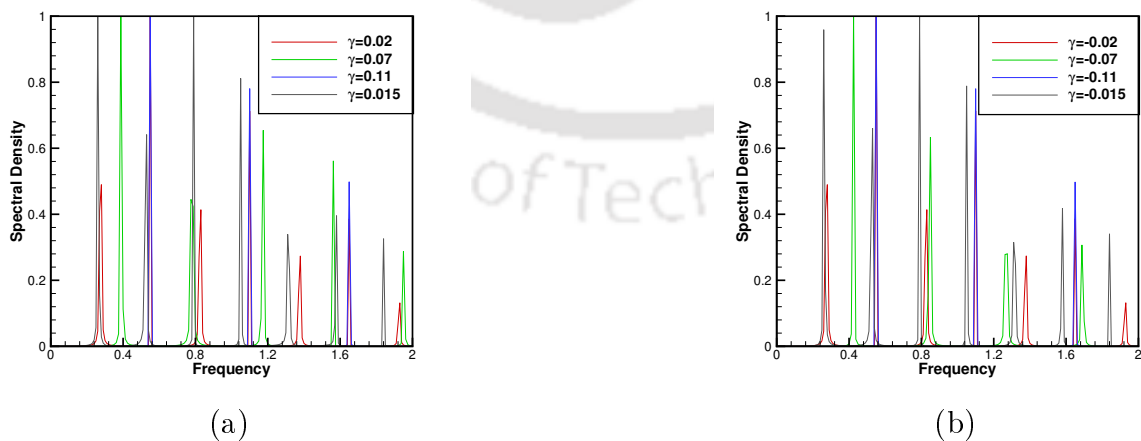 1
0.8
0.6
0.4
0.2
0
Spectral Density
0 0.4 0.8 1.2 1.6 2
Frequency
γ=0.02
γ=0.07
γ=0.11
γ=0.015
(a)
of Tech
1
0.8
0.6
0.4
0.2
0
Spectral Density
0 0.4 0.8 1.2 1.6 2
Frequency
γ=-0.02
γ=-0.07
γ=-0.11
γ=-0.015
(b)